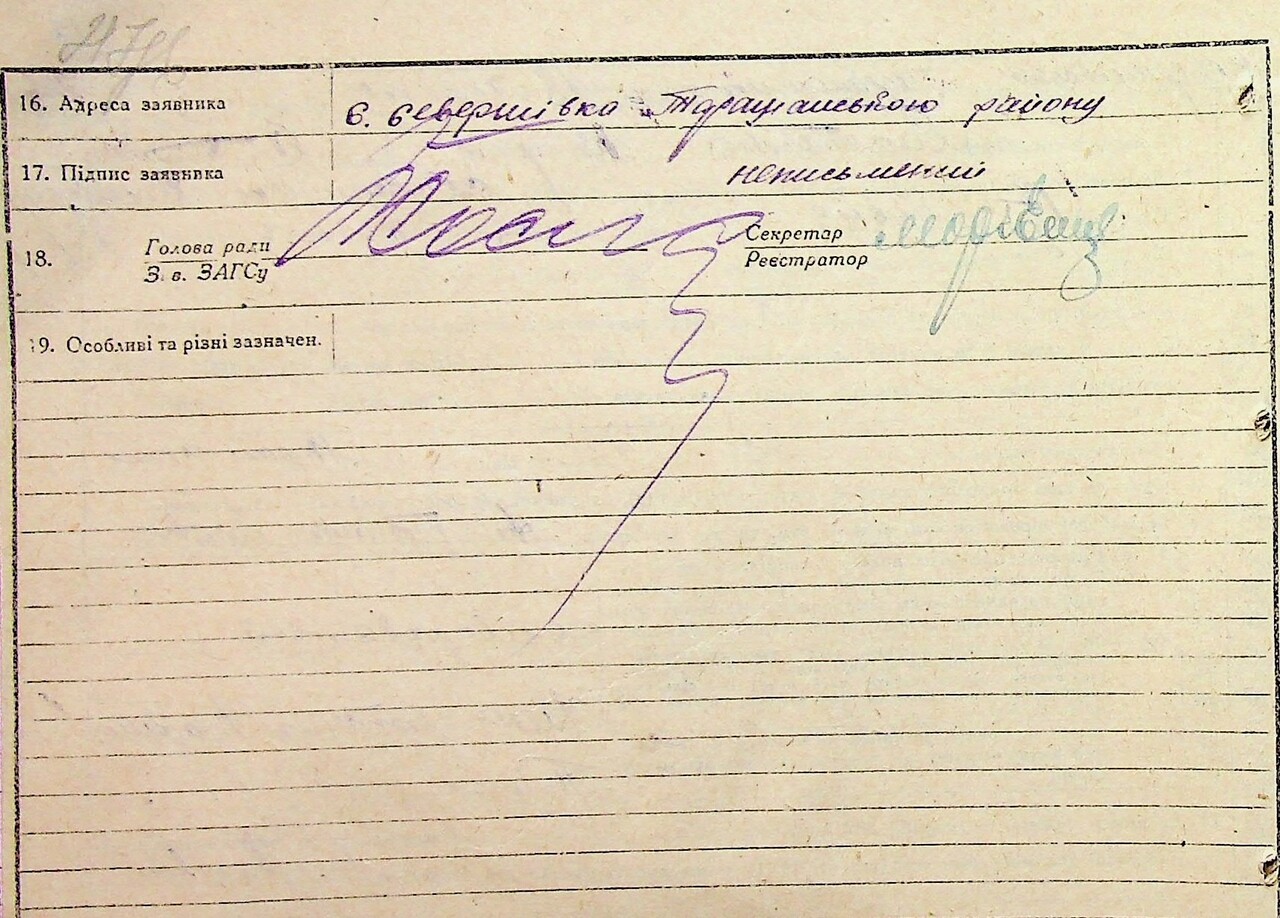 16. Адреса заявника с. Северинівка Таращанського району
17. Підпис заявника неписьменний
18. Голова ради Секретар
З. в. ЗАГСу Реєстратор
19. Особливі та різні зазначен.